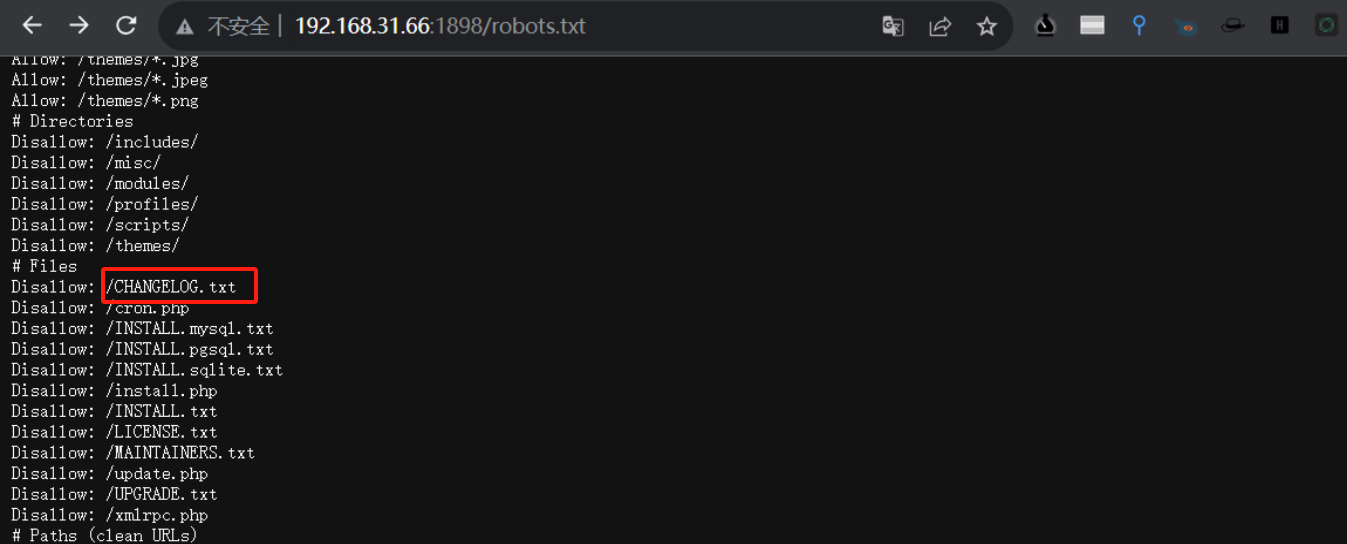 不安全 | 192.168.31.66:1898/robots.txt
Allow: /themes/*.jpg
Allow: /themes/*.jpeg
Allow: /themes/*.png
# Directories
Disallow: /includes/
Disallow: /misc/
Disallow: /modules/
Disallow: /profiles/
Disallow: /scripts/
Disallow: /themes/
# Files
Disallow: /CHANGELOG.txt
Disallow: /cron.php
Disallow: /INSTALL.mysql.txt
Disallow: /INSTALL.pgsql.txt
Disallow: /INSTALL.sqlite.txt
Disallow: /install.php
Disallow: /INSTALL.txt
Disallow: /LICENSE.txt
Disallow: /MAINTAINERS.txt
Disallow: /update.php
Disallow: /UPGRADE.txt
Disallow: /xmlrpc.php
# Paths (clean URLs)